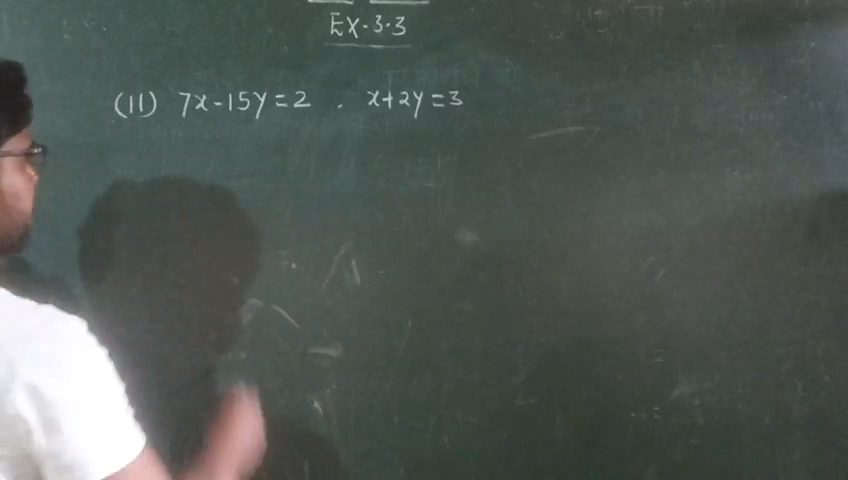 EX.3.3
(11) 7x-15y=2 . x+2y=3